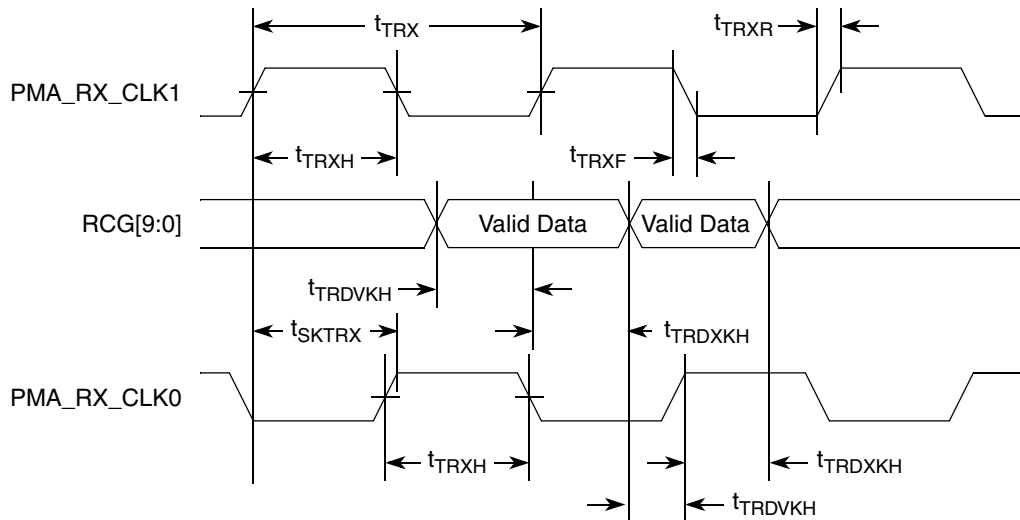 tTRX
tTRXR
PMA_RX_CLK1
tTRXH
tTRXF
RCG[9:0]
Valid Data
Valid Data
tTRDVKH
tSKTRX
tTRDXKH
PMA_RX_CLK0
tTRXH
tTRDXKH
tTRDVKH